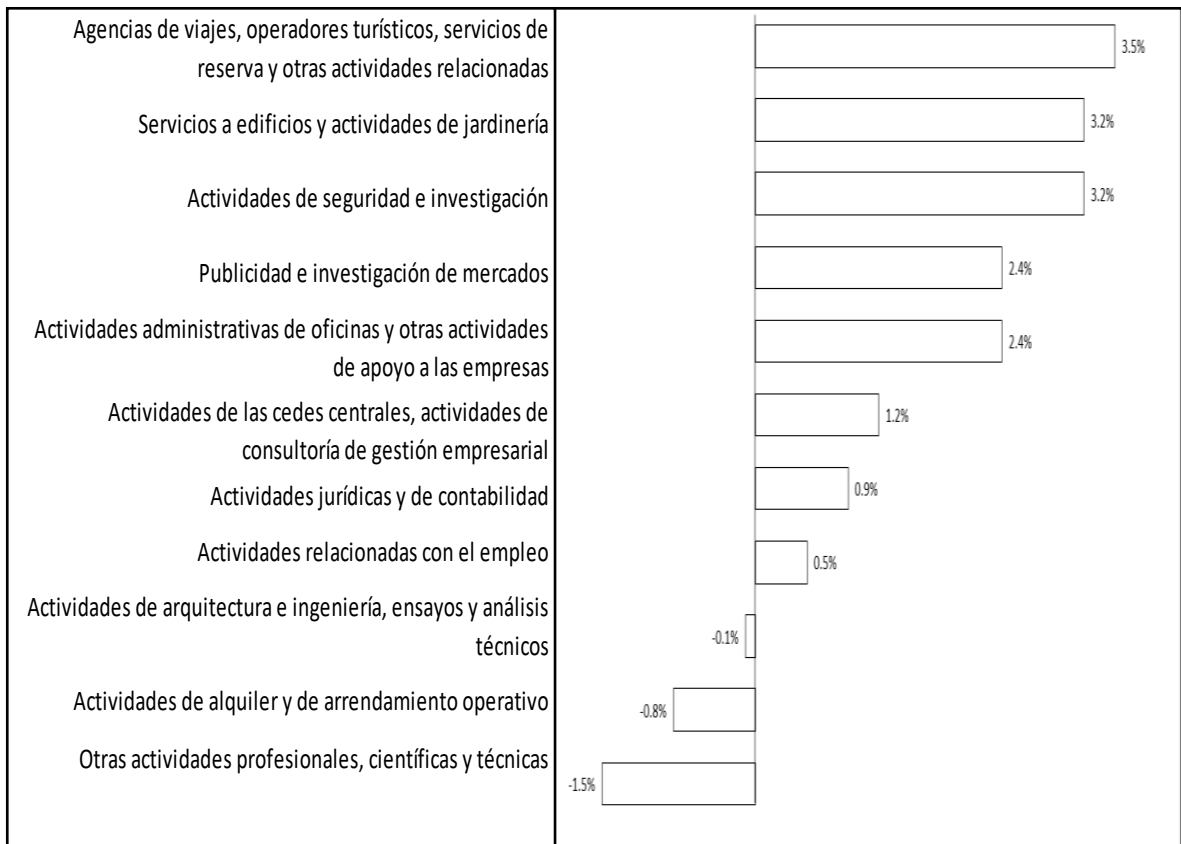 Agencias de viajes, operadores turísticos, servicios de
reserva y otras actividades relacionadas
3.5%
Servicios a edificios y actividades de jardinería
3.2%
Actividades de seguridad e investigación
3.2%
Publicidad e investigación de mercados
2.4%
Actividades administrativas de oficinas y otras actividades
de apoyo a las empresas
2.4%
Actividades de las cedes centrales, actividades de
consultoría de gestión empresarial
1.2%
Actividades jurídicas y de contabilidad
0.9%
Actividades relacionadas con el empleo
0.5%
Actividades de arquitectura e ingeniería, ensayos y análisis
técnicos
-0.1%
Actividades de alquiler y de arrendamiento operativo
-0.8%
Otras actividades profesionales, científicas y técnicas
-1.5%